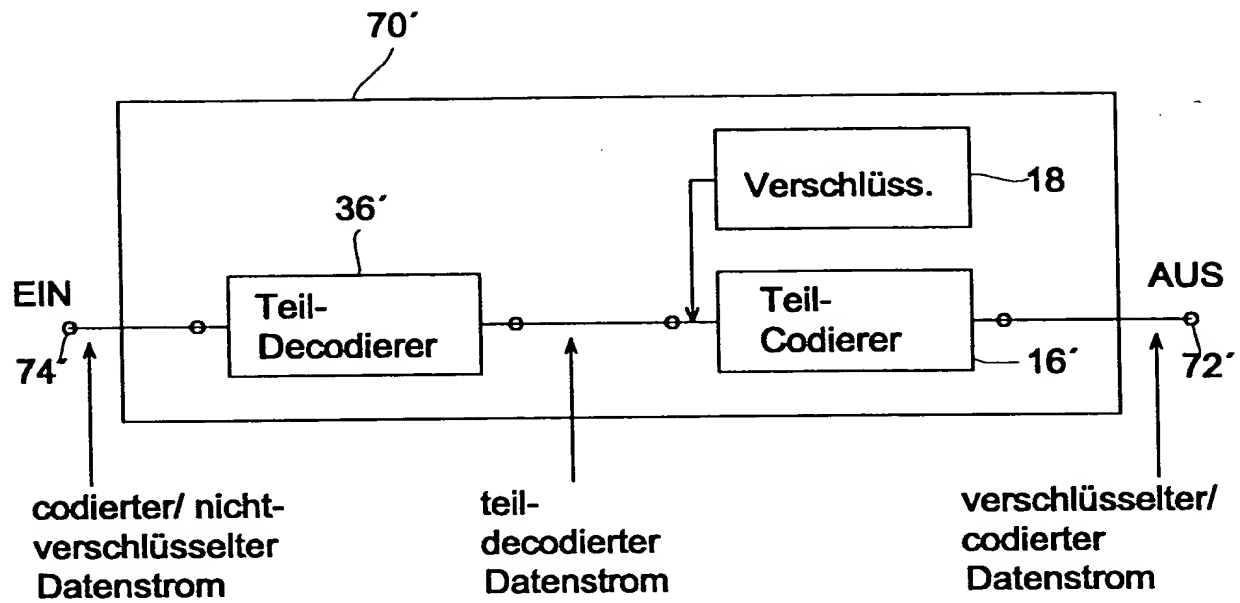 70´
Verschlüss.
18
36´
EIN
Teil-
Decodierer
Teil-
Codierer
AUS
74´
16´
72´
codierter/ nicht-
verschlüsselter
Datenstrom
teil-
decodierter
Datenstrom
verschlüsselter/
codierter
Datenstrom